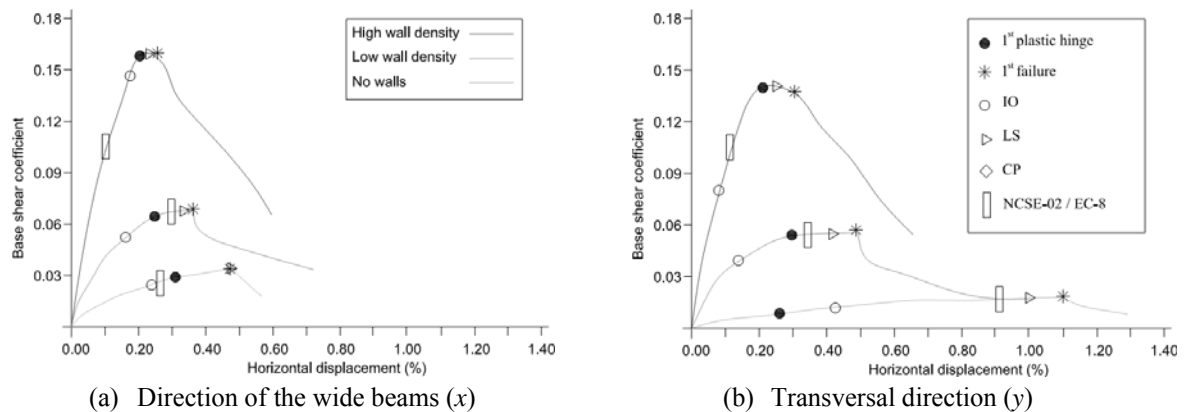 0.18
0.15
0.12
0.09
0.06
0.03
Base shear coefficient
High wall density
Low wall density
No walls
0.00 0.20 0.40 0.60 0.80 1.00 1.20 1.40
Horizontal displacement (%)
(a) Direction of the wide beams (x)
0.18
0.15
0.12
0.09
0.06
0.03
Base shear coefficient
1st plastic hinge
1st failure
IO
LS
CP
NCSE-02 / EC-8
0.00 0.20 0.40 0.60 0.80 1.00 1.20 1.40
Horizontal displacement (%)
(b) Transversal direction (y)